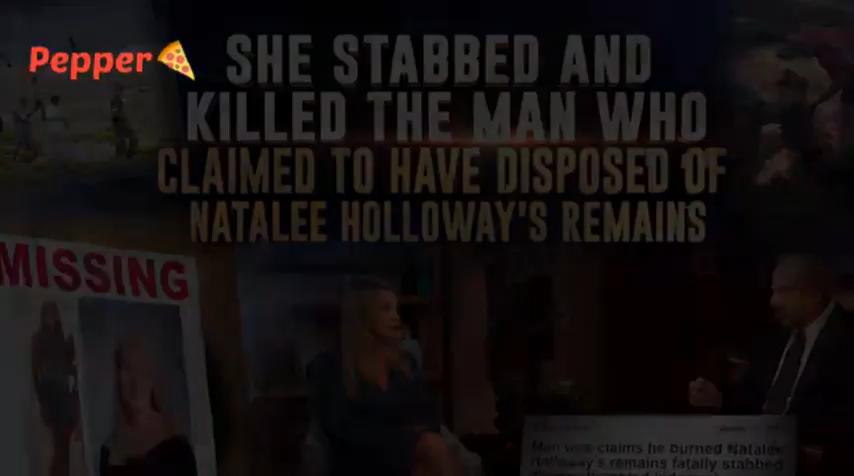 Pepper
SHE STABBED AND
KILLED THE MAN WHO
CLAIMED TO HAVE DISPOSED OF
NATALEE HOLLOWAY'S REMAINS
MISSING
Man who claims he burned Natalee
Holloway's remains fatally stabbed